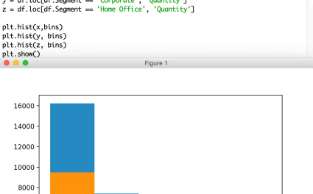 y = df.loc[df.Segment == 'Corporate', 'Quantity']
z = df.loc[df.Segment == 'Home Office', 'Quantity']
plt.hist(x,bins)
plt.hist(y, bins)
plt.hist(z, bins)
plt.show()
Figure 1
16000
14000
12000
10000
8000